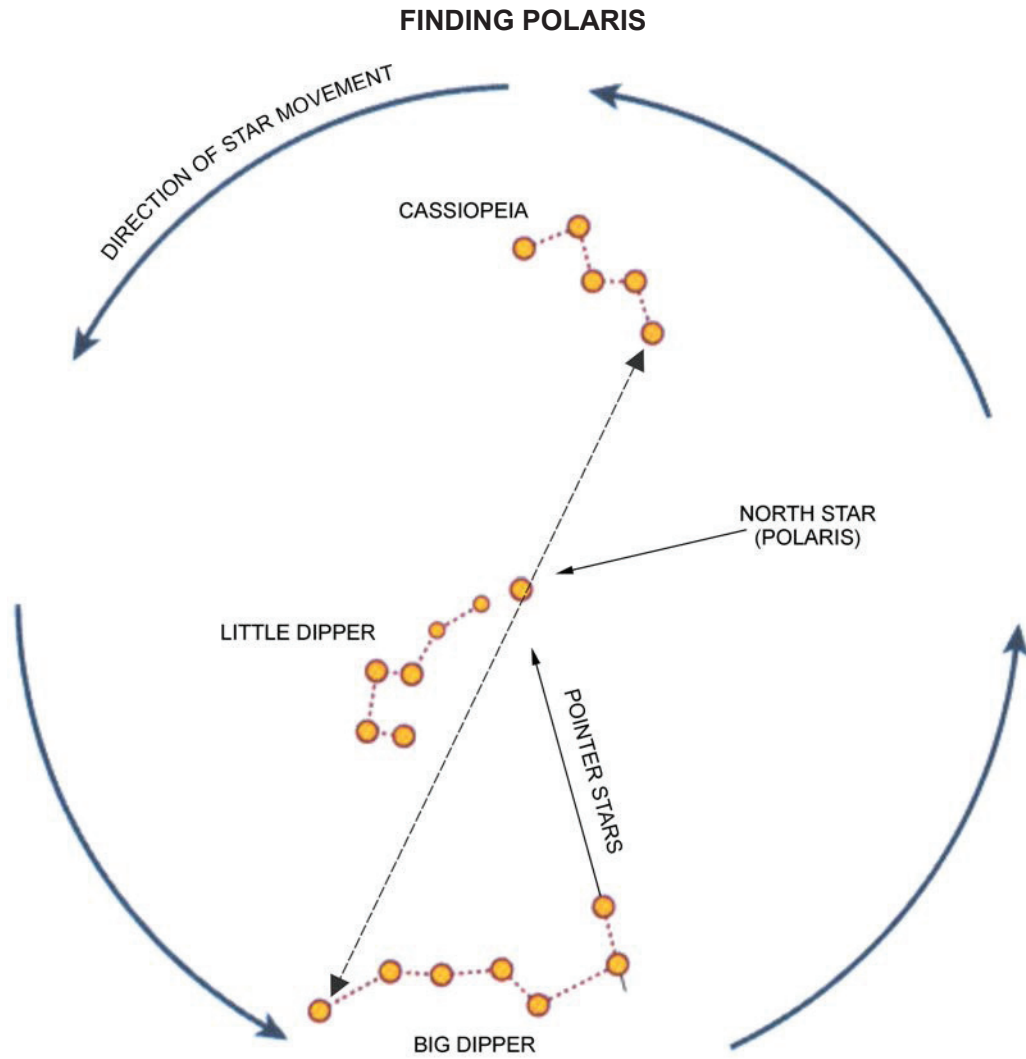 FINDING POLARIS
DIRECTION OF STAR MOVEMENT
CASSIOPEIA
NORTH STAR
(POLARIS)
LITTLE DIPPER
POINTER STARS
BIG DIPPER